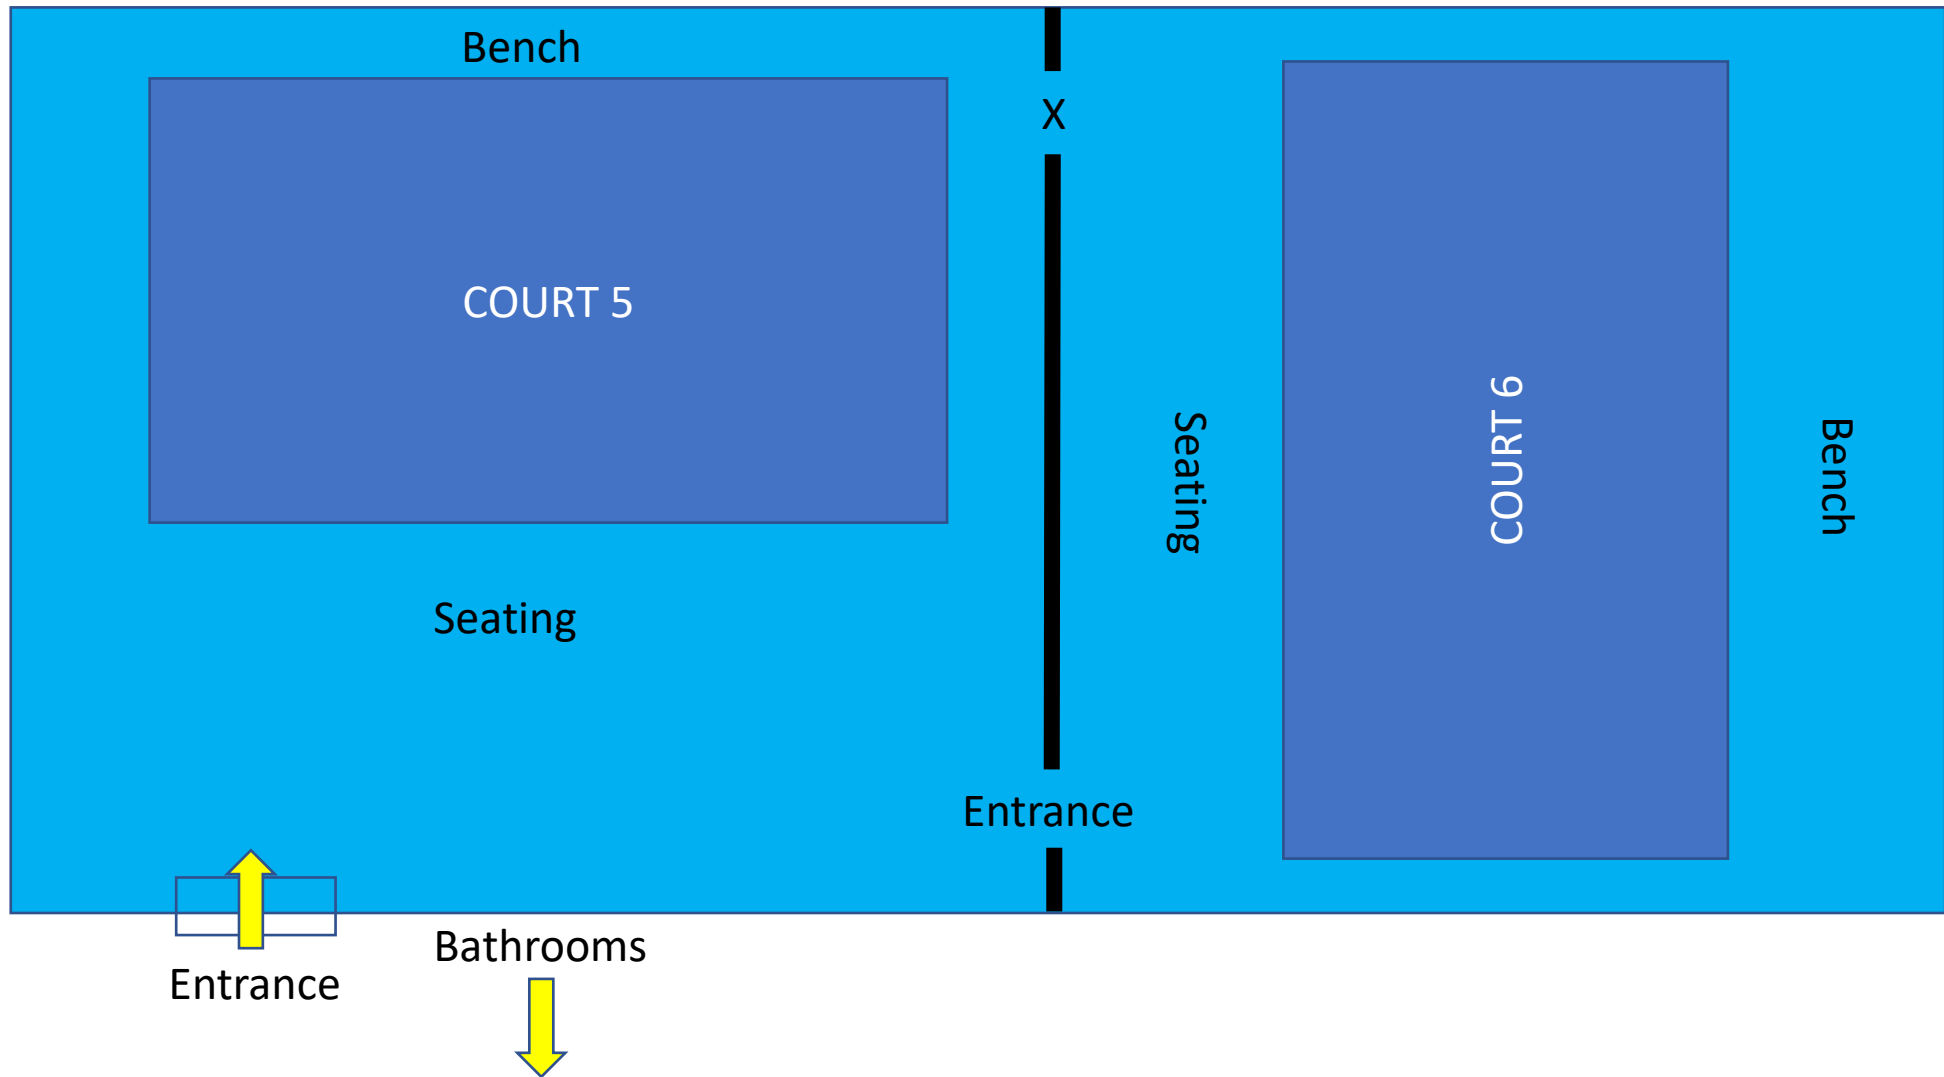 Bench
X
COURT 5
COURT 6
Seating
Bench
Seating
Entrance
Bathrooms
Entrance